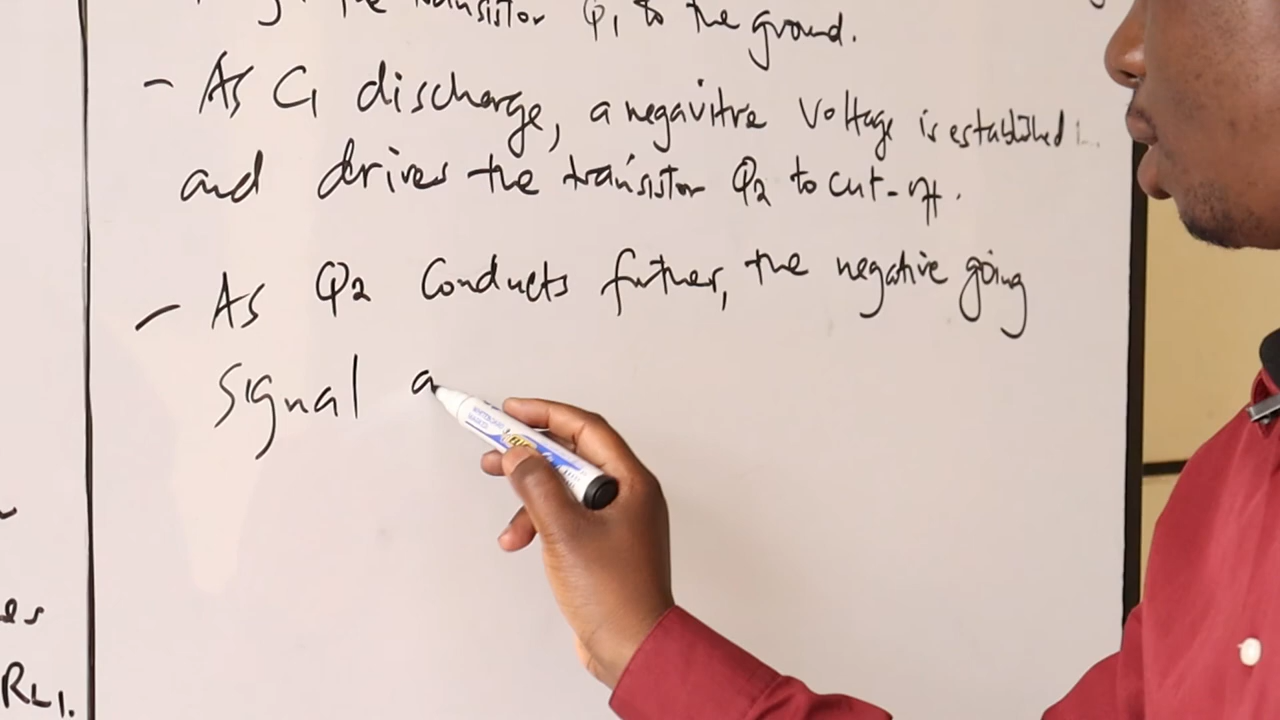 the transistor Q1 to the ground.
- As C1 discharge, a negavitre voltage is established
and drives the transistor Q2 to cut-off.
- As Q2 conducts futher, the negative going
signal a
es
RL1.